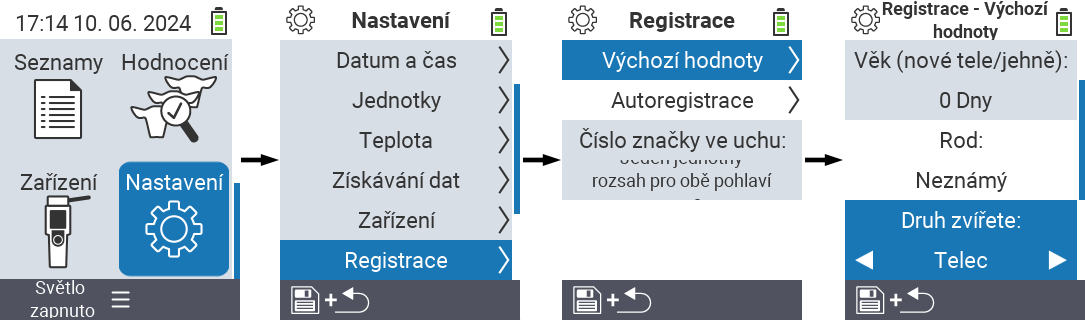 17:14 10. 06. 2024
Seznamy
Hodnocení
Zařízení
Nastavení
Světlo
zapnuto
Nastavení
Datum a čas
Jednotky
Teplota
Získávání dat
Zařízení
Registrace
+
Registrace
Výchozí hodnoty
Autoregistrace
Číslo značky ve uchu:
Jeden jednotný
rozsah pro obě pohlaví
+
Registrace - Výchozí
hodnoty
Věk (nové tele/jehně):
0 Dny
Rod:
Neznámý
Druh zvířete:
Telec
+